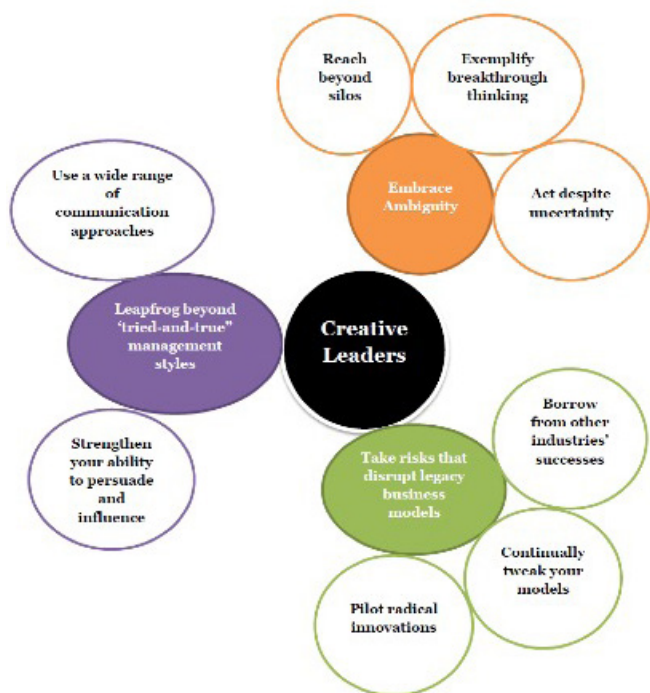 Reach
beyond
silos
Exemplify
breakthrough
thinking
Embrace
Ambiguity
Act despite
uncertainty
Use a wide range
of
communication
approaches
Leapfrog beyond
‘tried-and-true”
management
styles
Creative
Leaders
Strengthen
your ability
to persuade
and
influence
Take risks that
disrupt legacy
business
models
Borrow
from other
industries’
successes
Continually
tweak your
models
Pilot radical
innovations